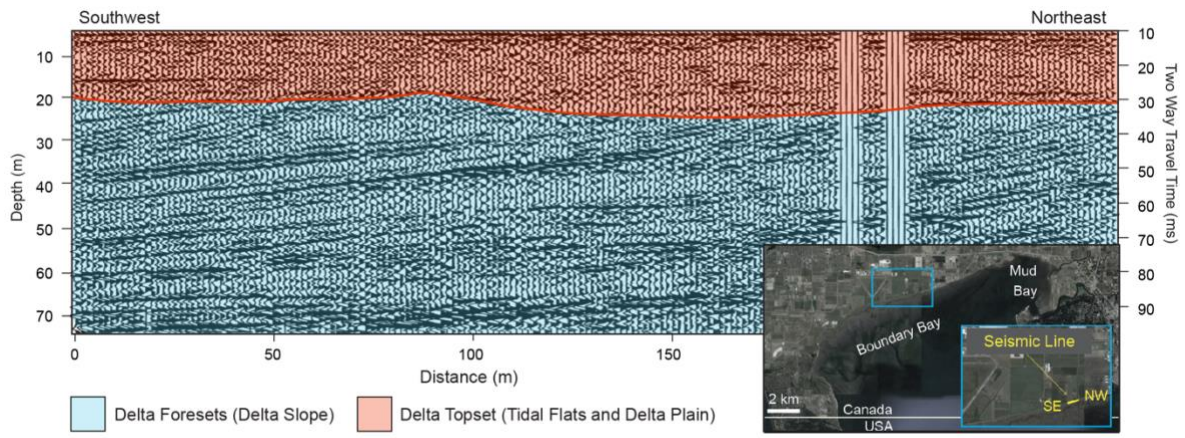 Southwest
Northeast
10
20
30
40
50
60
70
Depth (m)
10
20
30
40
50
60
70
80
90
Two Way Travel Time (ms)
0
50
100
150
Distance (m)
Mud
Bay
Boundary Bay
Seismic Line
SE
NW
2 km
Canada
USA
Delta Foresets (Delta Slope)
Delta Topset (Tidal Flats and Delta Plain)